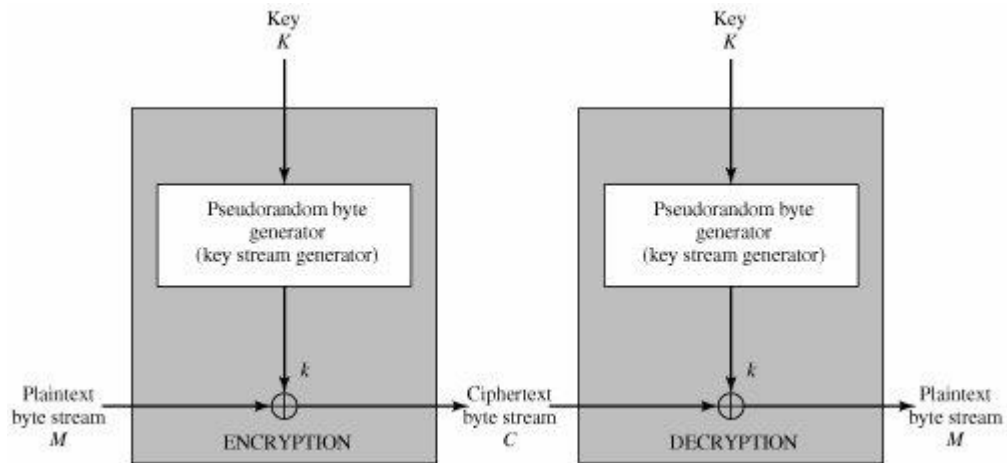 Key
K
Key
K
Pseudorandom byte
generator
(key stream generator)
Pseudorandom byte
generator
(key stream generator)
k
k
Plaintext
byte stream
M
Ciphertext
byte stream
C
Plaintext
byte stream
M
ENCRYPTION
DECRYPTION